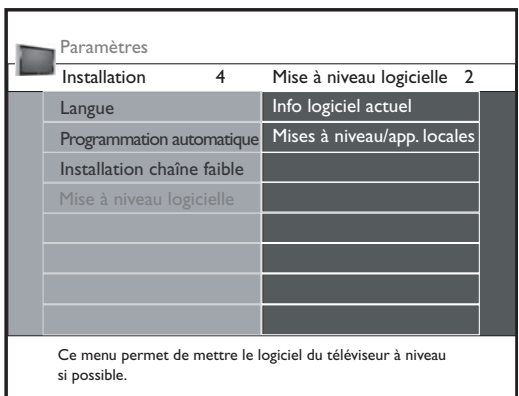 Paramètres
Installation 4 Mise à niveau logicielle 2
Langue Info logiciel actuel
Programmation automatique Mises à niveau/app. locales
Installation chaîne faible
Mise à niveau logicielle
Ce menu permet de mettre le logiciel du téléviseur à niveau
si possible.